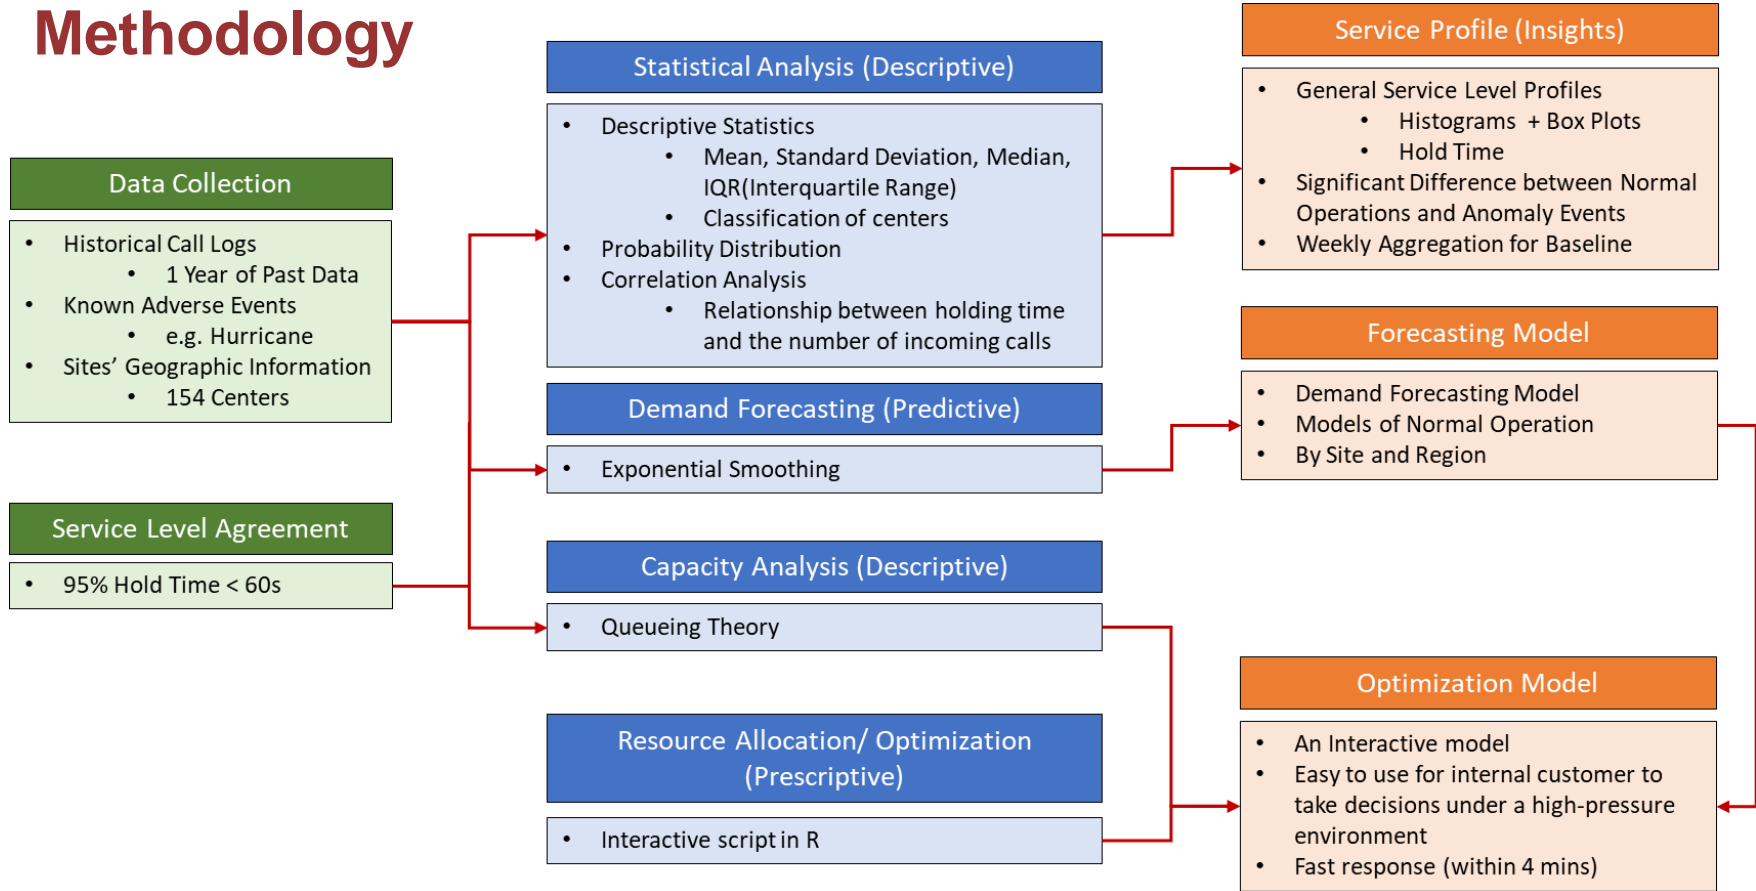 Methodology
Data Collection
• Historical Call Logs
• 1 Year of Past Data
• Known Adverse Events
• e.g. Hurricane
• Sites’ Geographic Information
• 154 Centers
Service Level Agreement
• 95% Hold Time < 60s
Statistical Analysis (Descriptive)
• Descriptive Statistics
• Mean, Standard Deviation, Median,
IQR(Interquartile Range)
• Classification of centers
• Probability Distribution
• Correlation Analysis
• Relationship between holding time
and the number of incoming calls
Demand Forecasting (Predictive)
• Exponential Smoothing
Capacity Analysis (Descriptive)
• Queueing Theory
Resource Allocation/ Optimization
(Prescriptive)
• Interactive script in R
Service Profile (Insights)
• General Service Level Profiles
• Histograms + Box Plots
• Hold Time
• Significant Difference between Normal
Operations and Anomaly Events
• Weekly Aggregation for Baseline
Forecasting Model
• Demand Forecasting Model
• Models of Normal Operation
• By Site and Region
Optimization Model
• An Interactive model
• Easy to use for internal customer to
take decisions under a high-pressure
environment
• Fast response (within 4 mins)